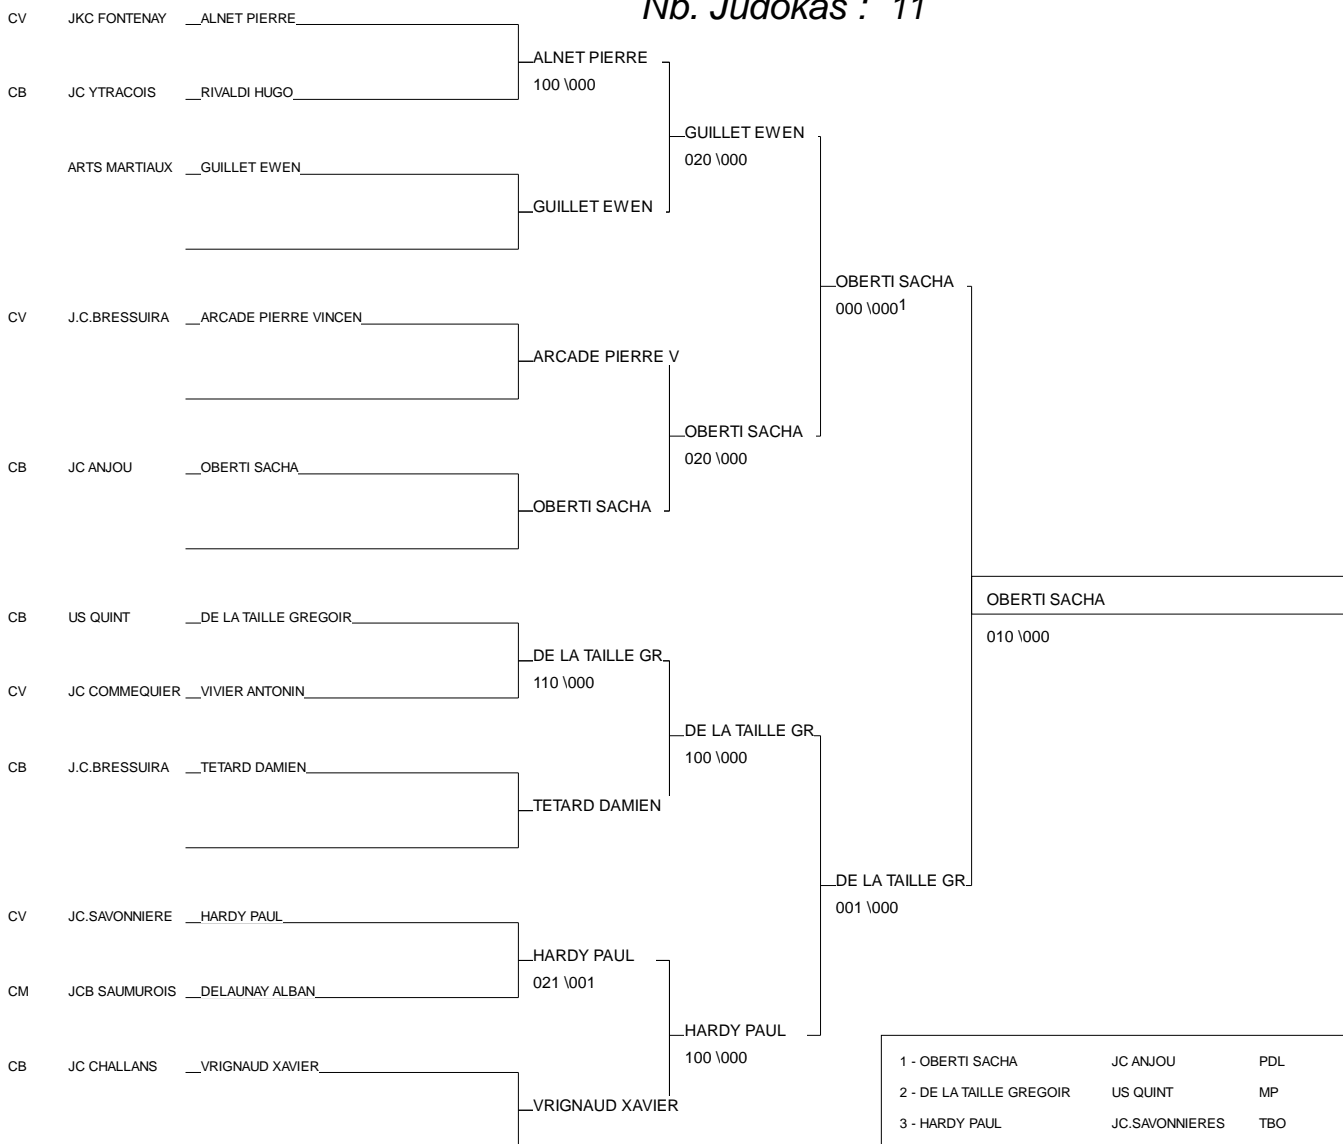 Nb. Judokas : 11
CV JKC FONTENAY ALNET PIERRE
ALNET PIERRE
100 \000
CB JC YTRACOIS RIVALDI HUGO
GUILLET EWEN
020 \000
ARTS MARTIAUX GUILLET EWEN
GUILLET EWEN
OBERTI SACHA
000 \000¹
CV J.C.BRESSUIRA ARCADE PIERRE VINCEN
ARCADE PIERRE V
OBERTI SACHA
020 \000
CB JC ANJOU OBERTI SACHA
OBERTI SACHA
OBERTI SACHA
010 \000
CB US QUINT DE LA TAILLE GREGOIR
DE LA TAILLE GR
110 \000
CV JC COMMEQUIER VIVIER ANTONIN
DE LA TAILLE GR
100 \000
CB J.C.BRESSUIRA TETARD DAMIEN
TETARD DAMIEN
DE LA TAILLE GR
001 \000
CV JC.SAVONNIERE HARDY PAUL
HARDY PAUL
021 \001
CM JCB SAUMUROIS DELAUNAY ALBAN
HARDY PAUL
100 \000
CB JC CHALLANS VRIGNAUD XAVIER
VRIGNAUD XAVIER
1 - OBERTI SACHA JC ANJOU PDL
2 - DE LA TAILLE GREGOIR US QUINT MP
3 - HARDY PAUL JC.SAVONNIERES TBO